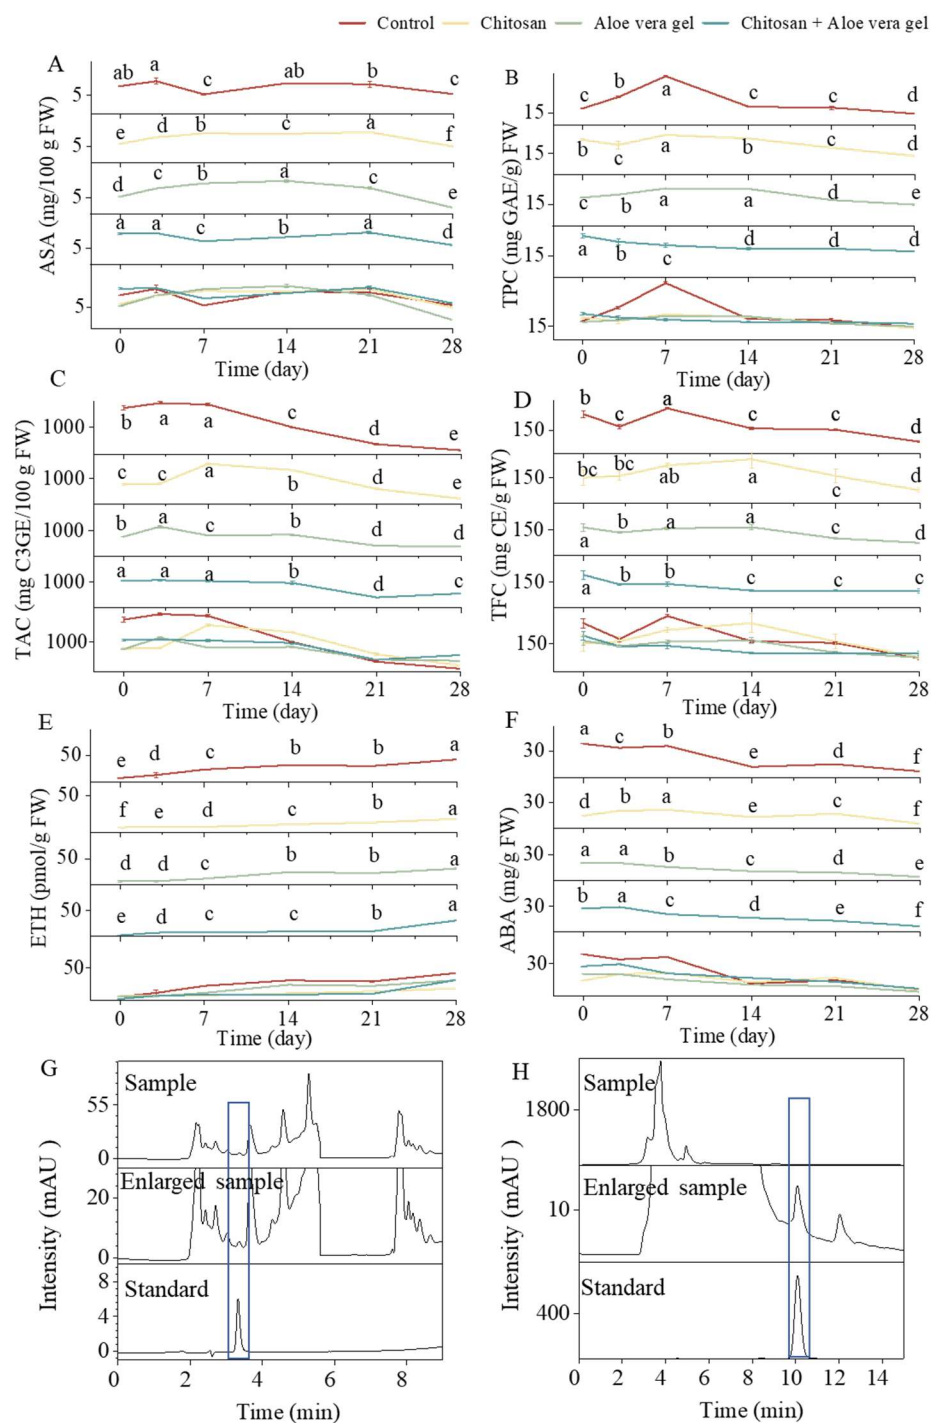 Control Chitosan Aloe vera gel Chitosan + Aloe vera gel
A
ASA (mg/100 g FW)
5
ab a c ab b c
5
e d b c a f
5
d c b a c e
5
a a c b a d
5
0 7 14 21 28
Time (day)
B
TPC (mg GAE/g) FW
15
c b a c c d
15
b c a b c d
15
c b a a d e
15
a b c d d d
15
0 7 14 21 28
Time (day)
C
TAC (mg C3GE/100 g FW)
1000
b a a c d e
1000
c c a b d e
1000
b a c b d d
1000
a a a b d c
1000
0 7 14 21 28
Time (day)
D
TFC (mg CE/g FW)
150
b c a c c d
150
bc bc ab a c d
150
a b a a c d
150
a b b c c c
150
0 7 14 21 28
Time (day)
E
ETH (pmol/g FW)
50
e d c b b a
50
f e d c b a
50
d d c b b a
50
e d c c b a
50
0 7 14 21 28
Time (day)
F
ABA (mg/g FW)
30
a c b e d f
30
d b a e c f
30
a a b c d e
30
b a c d e f
30
0 7 14 21 28
Time (day)
G
Intensity (mAU)
Sample
55
0
Enlarged sample
20
0
Standard
8
4
0
0 2 4 6 8
Time (min)
H
Intensity (mAU)
Sample
1800
Enlarged sample
10
Standard
400
0 2 4 6 8 10 12 14
Time (min)